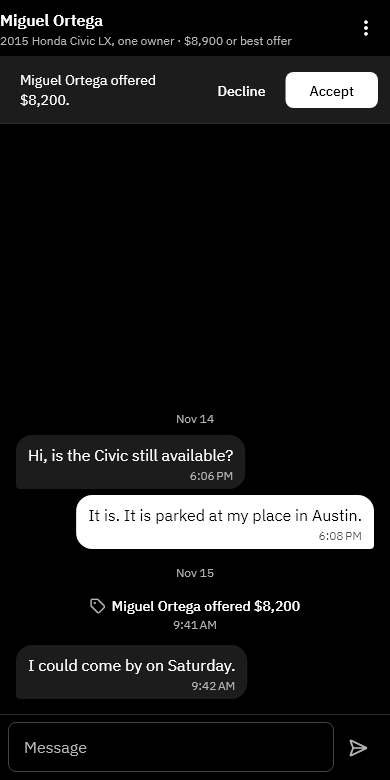 Miguel Ortega
2015 Honda Civic LX, one owner · $8,900 or best offer
Miguel Ortega offered
$8,200.
Decline
Accept
Nov 14
Hi, is the Civic still available?
6:06 PM
It is. It is parked at my place in Austin.
6:08 PM
Nov 15
Miguel Ortega offered $8,200
9:41 AM
I could come by on Saturday.
9:42 AM
Message